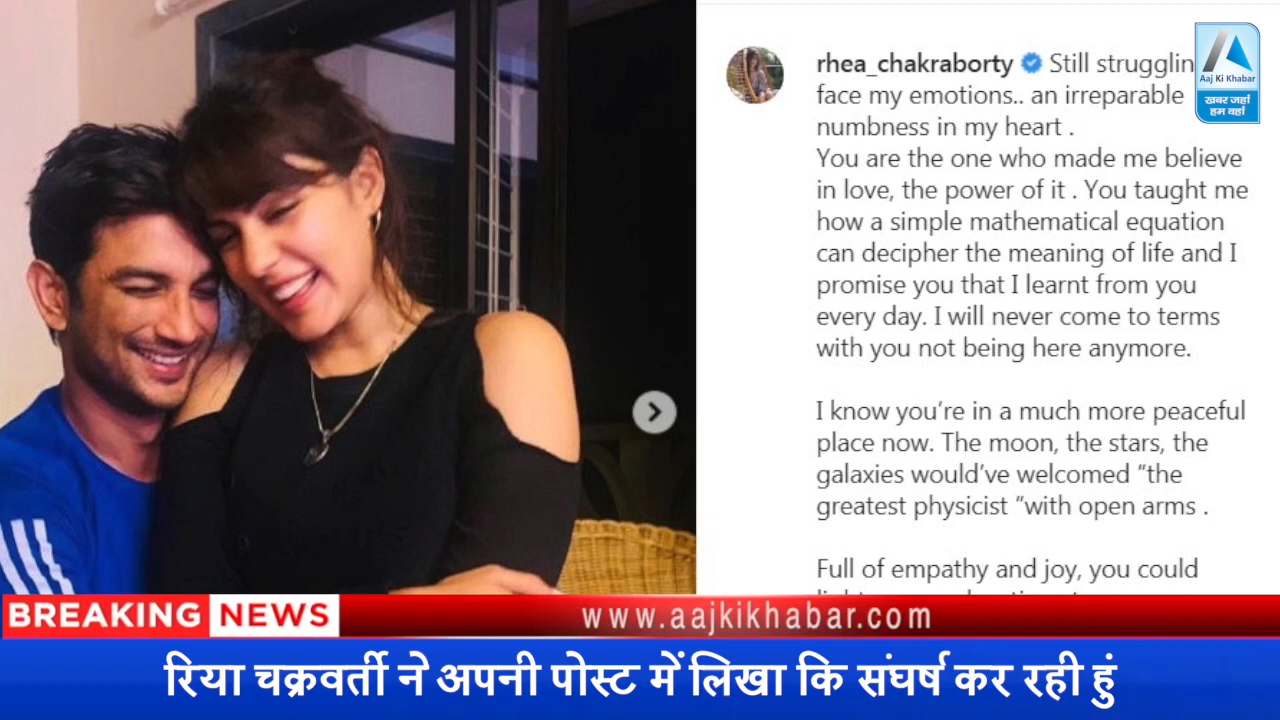 rhea_chakraborty Still strugglin
face my emotions.. an irreparable
numbness in my heart .
You are the one who made me believe
in love, the power of it . You taught me
how a simple mathematical equation
can decipher the meaning of life and I
promise you that I learnt from you
every day. I will never come to terms
with you not being here anymore.
I know you’re in a much more peaceful
place now. The moon, the stars, the
galaxies would’ve welcomed “the
greatest physicist “with open arms .
Full of empathy and joy, you could
Aaj Ki Khabar
खबर जहां
हम वहां
BREAKING NEWS
www.aajkikhabar.com
रिया चक्रवर्ती ने अपनी पोस्ट में लिखा कि संघर्ष कर रही हुं